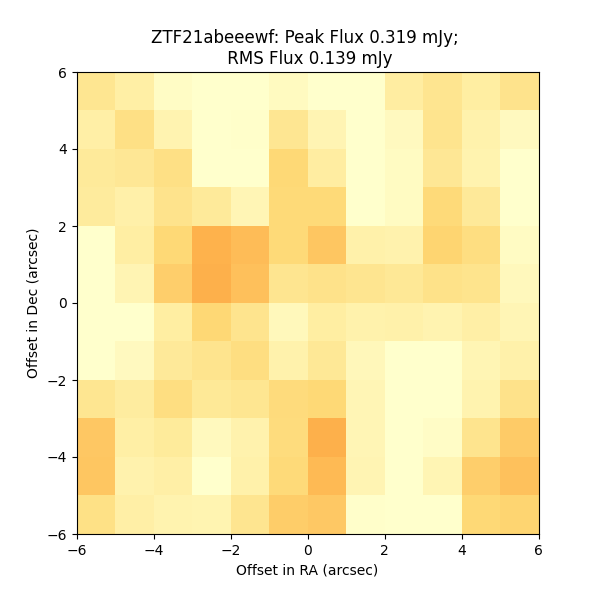 ZTF21abeeewf: Peak Flux 0.319 mJy;
RMS Flux 0.139 mJy
6
4
2
0
−2
−4
−6
Offset in Dec (arcsec)
−6 −4 −2 0 2 4 6
Offset in RA (arcsec)